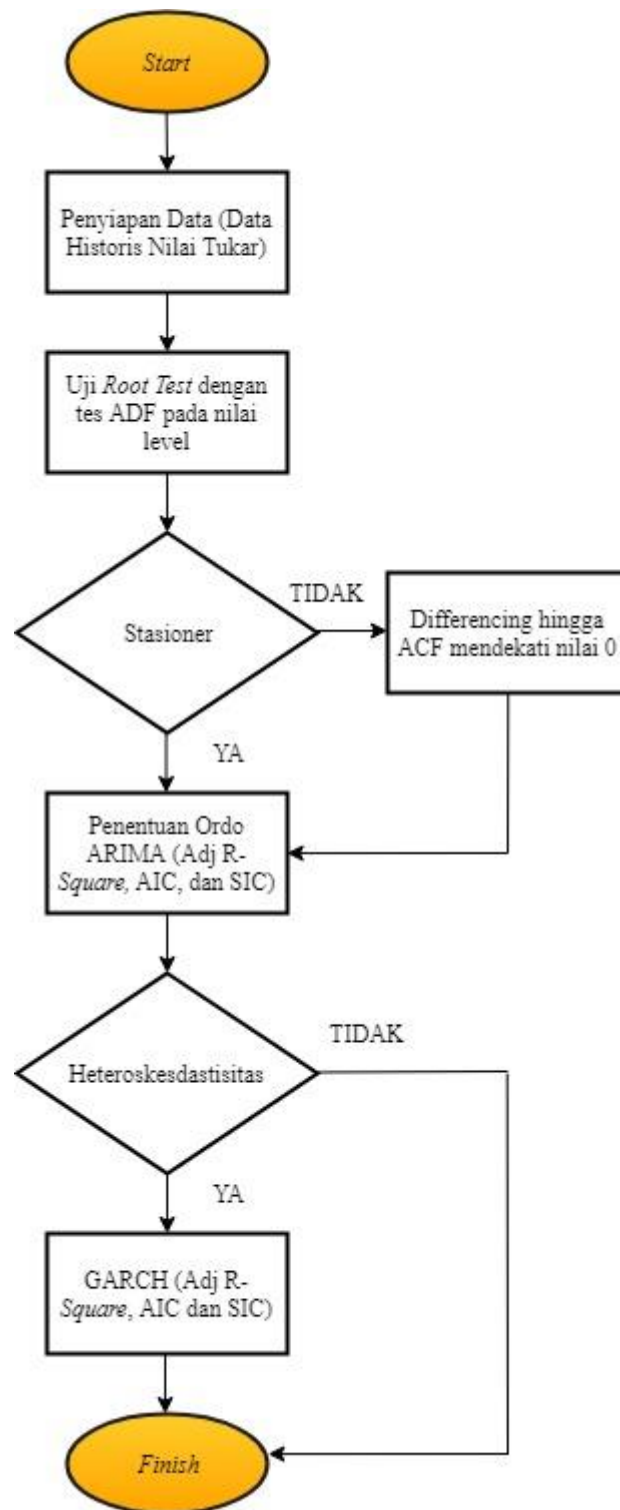 Start
Penyiapan Data (Data
Historis Nilai Tukar)
Uji Root Test dengan
tes ADF pada nilai
level
Stasioner
TIDAK
Differencing hingga
ACF mendekati nilai 0
YA
Penentuan Ordo
ARIMA (Adj R-
Square, AIC, dan SIC)
Heteroskesdastisitas
TIDAK
YA
GARCH (Adj R-
Square, AIC dan SIC)
Finish